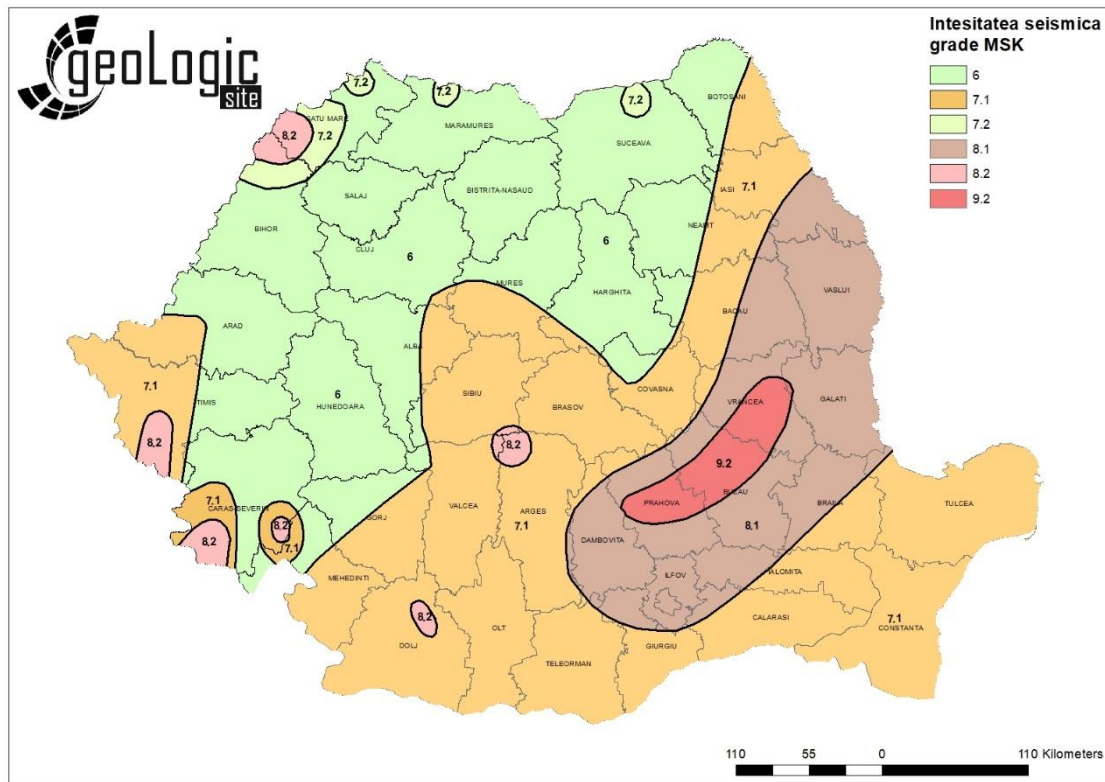 geoLogic
site
Intesitatea seismica
grade MSK
6
7.1
7.2
8.1
8.2
9.2
7.2
7.2
7.2
BOTOSANI
SATU MARE
8,2
7.2
MARAMURES
SUCEAVA
7.1
IASI
BISTRITA-NASAUD
SALAJ
BIHOR
NEAMT
6
CLUJ
6
MURES
HARGHITA
VASLUI
BACAU
ARAD
ALBA
7.1
TIMIS
6
HUNEDOARA
SIBIU
BRASOV
COVASNA
VRANCEA
GALATI
8,2
8,2
9.2
7.1
CARAS-SEVERIN
PRAHOVA
BUZAU
BRAILA
TULCEA
VALCEA
ARGES
GORJ
7.1
8,2
8,2
7.1
8,1
DAMBOVITA
ILFOV
IALOMITA
MEHEDINTI
8,2
DOLJ
OLT
TELEORMAN
GIURGIU
CALARASI
7.1
CONSTANTA
110 55 0 110 Kilometers